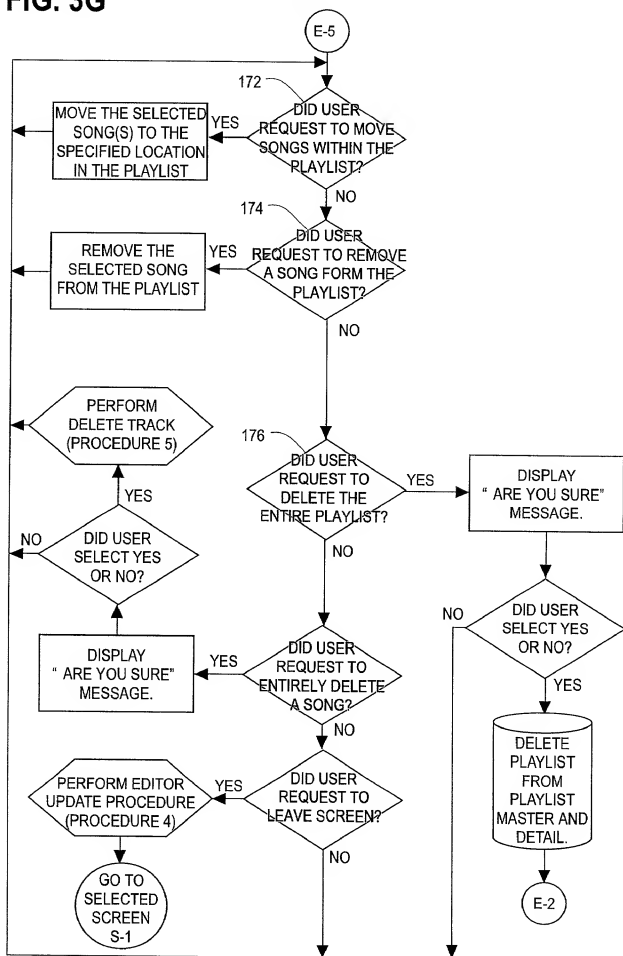 FIG. 3G
E-5
172
DID USER
REQUEST TO MOVE
SONGS WITHIN THE
PLAYLIST?
YES
MOVE THE SELECTED
SONG(S) TO THE
SPECIFIED LOCATION
IN THE PLAYLIST
NO
174
DID USER
REQUEST TO REMOVE
A SONG FORM THE
PLAYLIST?
YES
REMOVE THE
SELECTED SONG
FROM THE PLAYLIST
NO
176
DID USER
REQUEST TO
DELETE THE
ENTIRE PLAYLIST?
YES
DISPLAY
" ARE YOU SURE"
MESSAGE.
NO
DID USER
SELECT YES
OR NO?
NO
YES
DELETE
PLAYLIST
FROM
PLAYLIST
MASTER AND
DETAIL.
E-2
DID USER
REQUEST TO
ENTIRELY DELETE
A SONG?
YES
DISPLAY
" ARE YOU SURE"
MESSAGE.
DID USER
SELECT YES
OR NO?
NO
YES
PERFORM
DELETE TRACK
(PROCEDURE 5)
NO
DID USER
REQUEST TO
LEAVE SCREEN?
YES
PERFORM EDITOR
UPDATE PROCEDURE
(PROCEDURE 4)
GO TO
SELECTED
SCREEN
S-1
NO